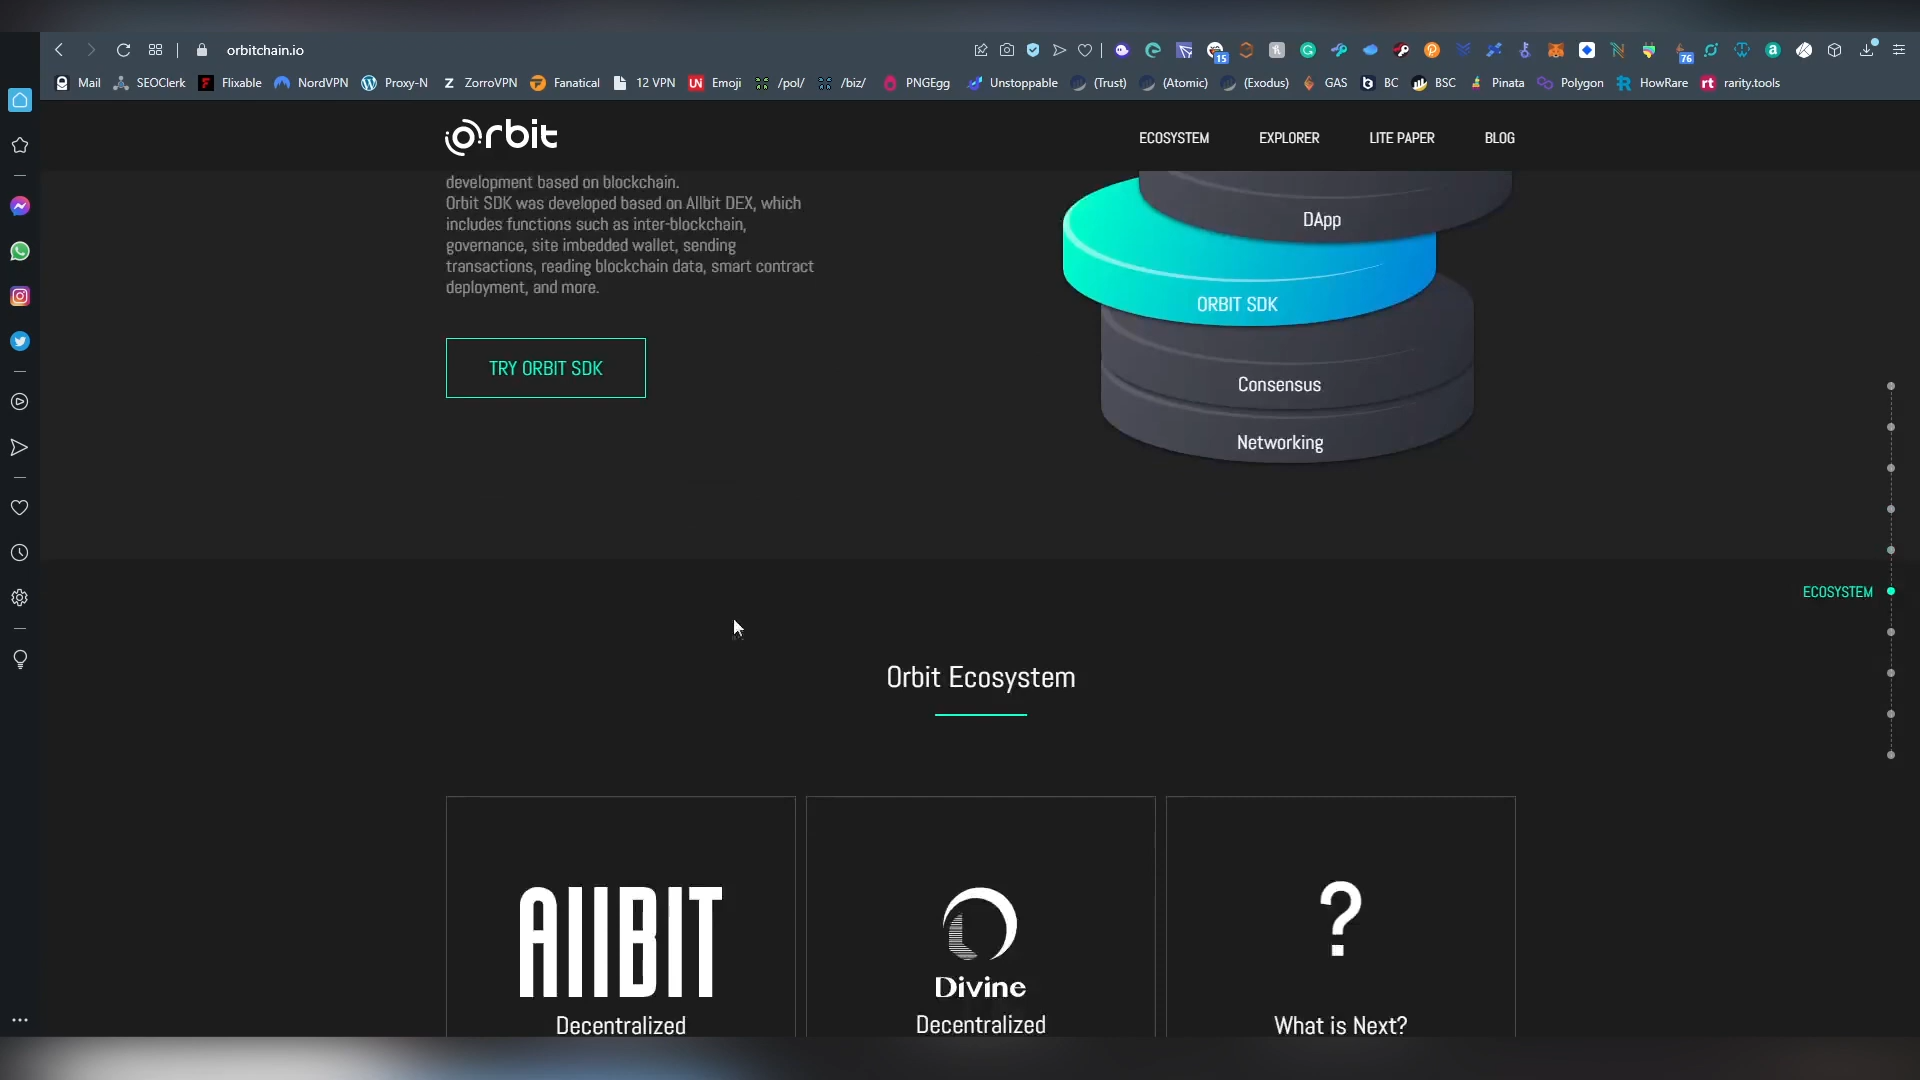 orbitchain.io
15
76
Mail
SEOClerk
Flixable
NordVPN
Proxy-N
ZorroVPN
Fanatical
12 VPN
Emoji
/pol/
/biz/
PNGEgg
Unstoppable
(Trust)
(Atomic)
(Exodus)
GAS
BC
BSC
Pinata
Polygon
HowRare
rarity.tools
orbit
ECOSYSTEM
EXPLORER
LITE PAPER
BLOG
development based on blockchain.
Orbit SDK was developed based on Allbit DEX, which
includes functions such as inter-blockchain,
governance, site imbedded wallet, sending
transactions, reading blockchain data, smart contract
deployment, and more.
TRY ORBIT SDK
DApp
ORBIT SDK
Consensus
Networking
ECOSYSTEM
Orbit Ecosystem
AllBIT
Decentralized
Divine
Decentralized
?
What is Next?